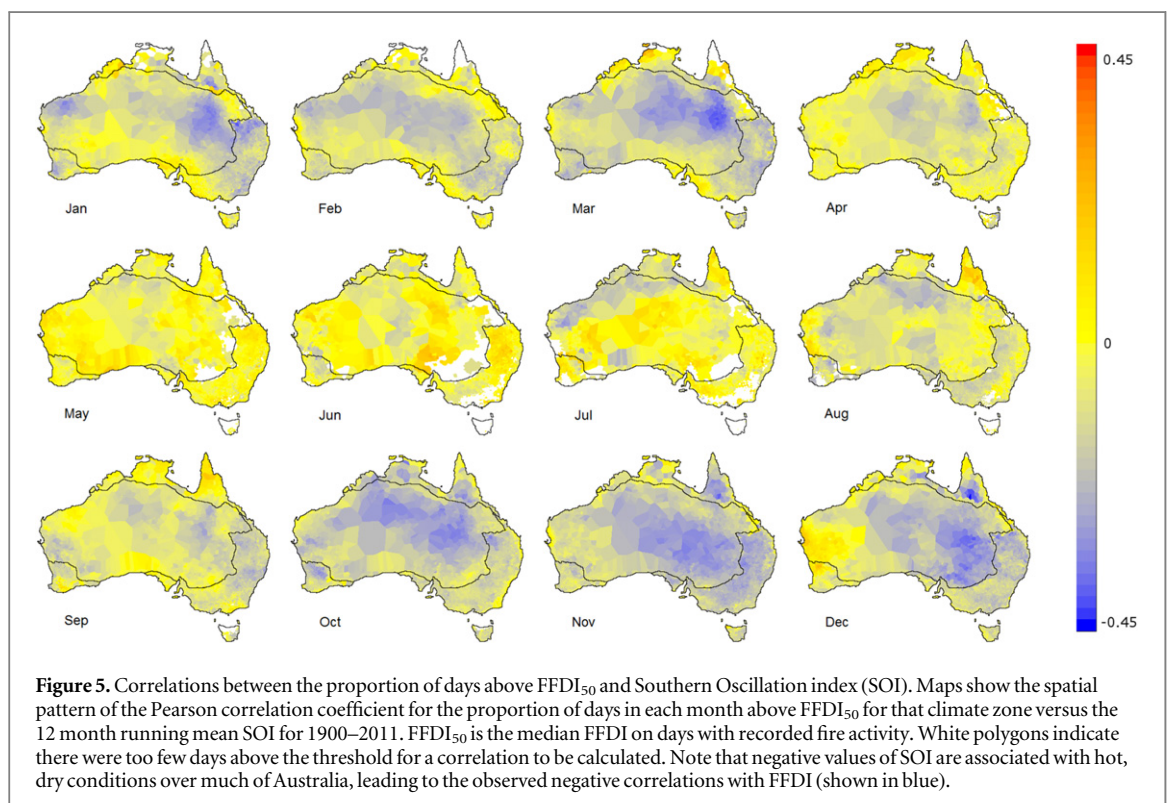 Jan
Feb
Mar
Apr
0.45
May
Jun
Jul
Aug
0
Sep
Oct
Nov
Dec
-0.45
Figure 5. Correlations between the proportion of days above FFDI₅₀ and Southern Oscillation index (SOI). Maps show the spatial
pattern of the Pearson correlation coefficient for the proportion of days in each month above FFDI₅₀ for that climate zone versus the
12 month running mean SOI for 1900–2011. FFDI₅₀ is the median FFDI on days with recorded fire activity. White polygons indicate
there were too few days above the threshold for a correlation to be calculated. Note that negative values of SOI are associated with hot,
dry conditions over much of Australia, leading to the observed negative correlations with FFDI (shown in blue).